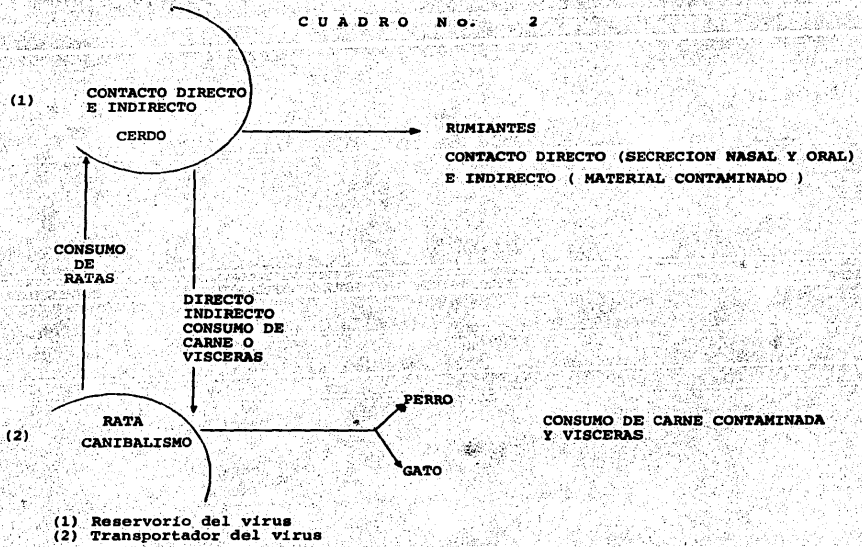 CUADRO No. 2
(1)
CONTACTO DIRECTO
E INDIRECTO
CERDO
RUMIANTES
CONTACTO DIRECTO (SECRECION NASAL Y ORAL)
E INDIRECTO ( MATERIAL CONTAMINADO )
CONSUMO
DE
RATAS
DIRECTO
INDIRECTO
CONSUMO DE
CARNE O
VISCERAS
(2)
RATA
CANIBALISMO
PERRO
GATO
CONSUMO DE CARNE CONTAMINADA
Y VISCERAS
(1) Reservorio del virus
(2) Transportador del virus